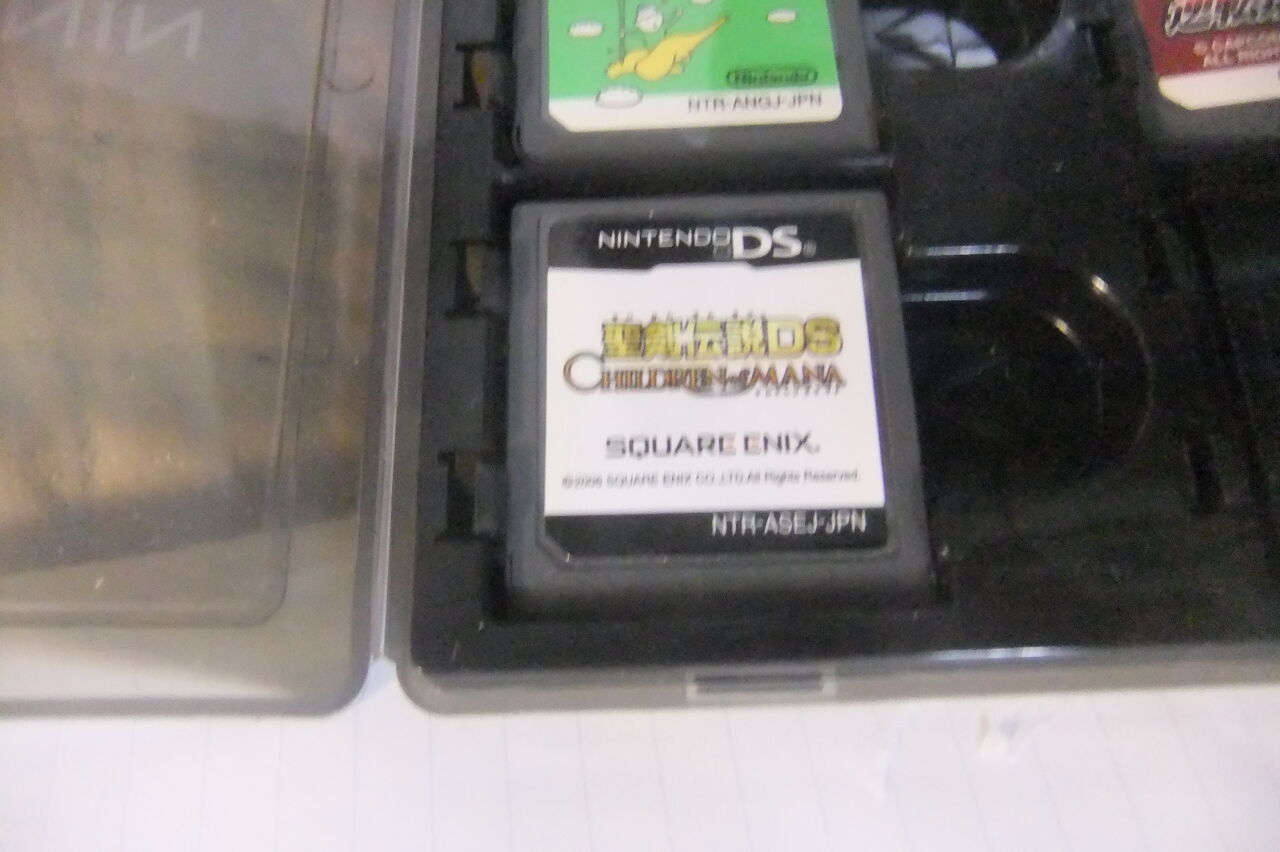 Nintendo
NTR-ANGJ-JPN
NINTENDO DS
聖剣伝説DS
CHILDREN of MANA
SQUARE ENIX.
©2006 SQUARE ENIX CO.,LTD.All Rights Reserved.
NTR-ASEJ-JPN